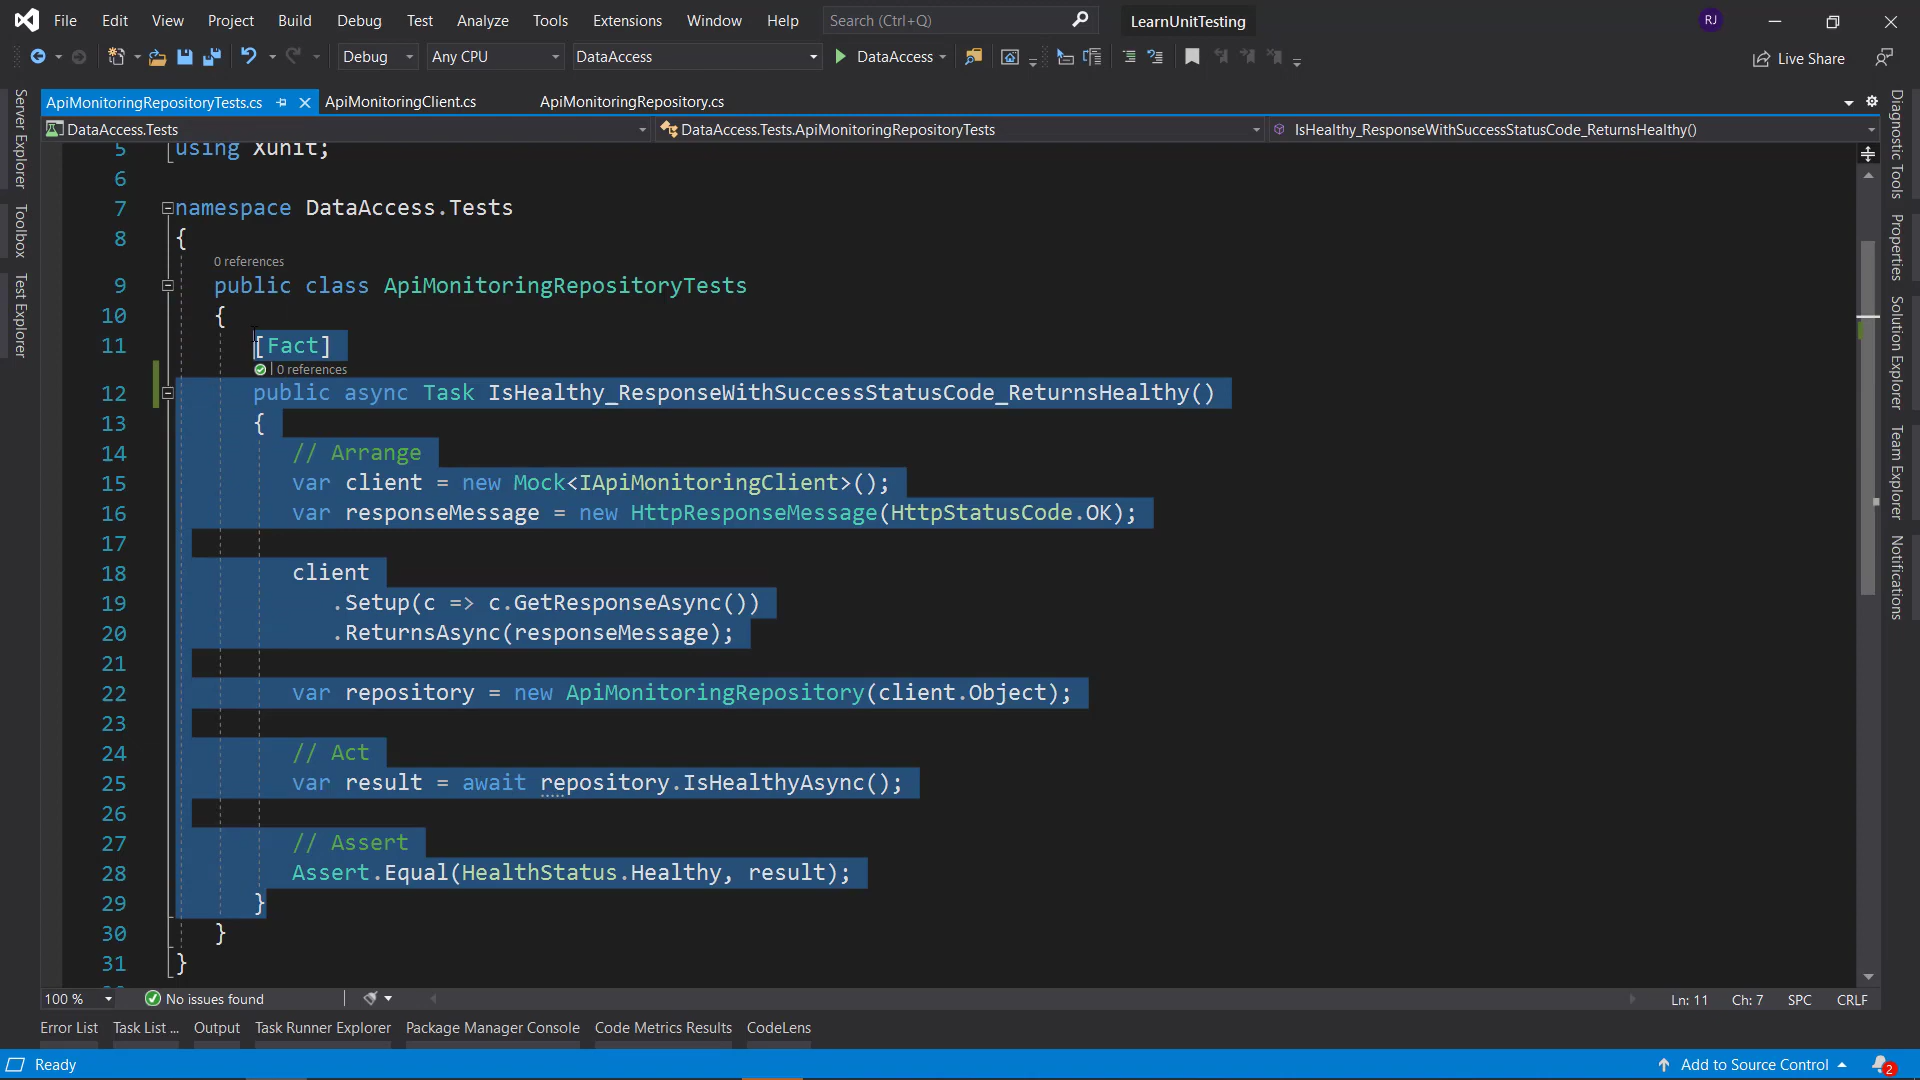 File Edit View Project Build Debug Test Analyze Tools Extensions Window Help Search (Ctrl+Q) LearnUnitTesting RJ
Debug Any CPU DataAccess DataAccess Live Share
ApiMonitoringRepositoryTests.cs ApiMonitoringClient.cs ApiMonitoringRepository.cs
DataAccess.Tests DataAccess.Tests.ApiMonitoringRepositoryTests IsHealthy_ResponseWithSuccessStatusCode_ReturnsHealthy()
Server Explorer
Toolbox
Test Explorer
5 using Xunit;
6
7 namespace DataAccess.Tests
8 {
0 references
9 public class ApiMonitoringRepositoryTests
10 {
11 [Fact]
0 references
12 public async Task IsHealthy_ResponseWithSuccessStatusCode_ReturnsHealthy()
13 {
14 // Arrange
15 var client = new Mock<IApiMonitoringClient>();
16 var responseMessage = new HttpResponseMessage(HttpStatusCode.OK);
17
18 client
19 .Setup(c => c.GetResponseAsync())
20 .ReturnsAsync(responseMessage);
21
22 var repository = new ApiMonitoringRepository(client.Object);
23
24 // Act
25 var result = await repository.IsHealthyAsync();
26
27 // Assert
28 Assert.Equal(HealthStatus.Healthy, result);
29 }
30 }
31 }
Diagnostic Tools
Properties
Solution Explorer
Team Explorer
Notifications
100 % No issues found Ln: 11 Ch: 7 SPC CRLF
Error List Task List ... Output Task Runner Explorer Package Manager Console Code Metrics Results CodeLens
Ready Add to Source Control 2